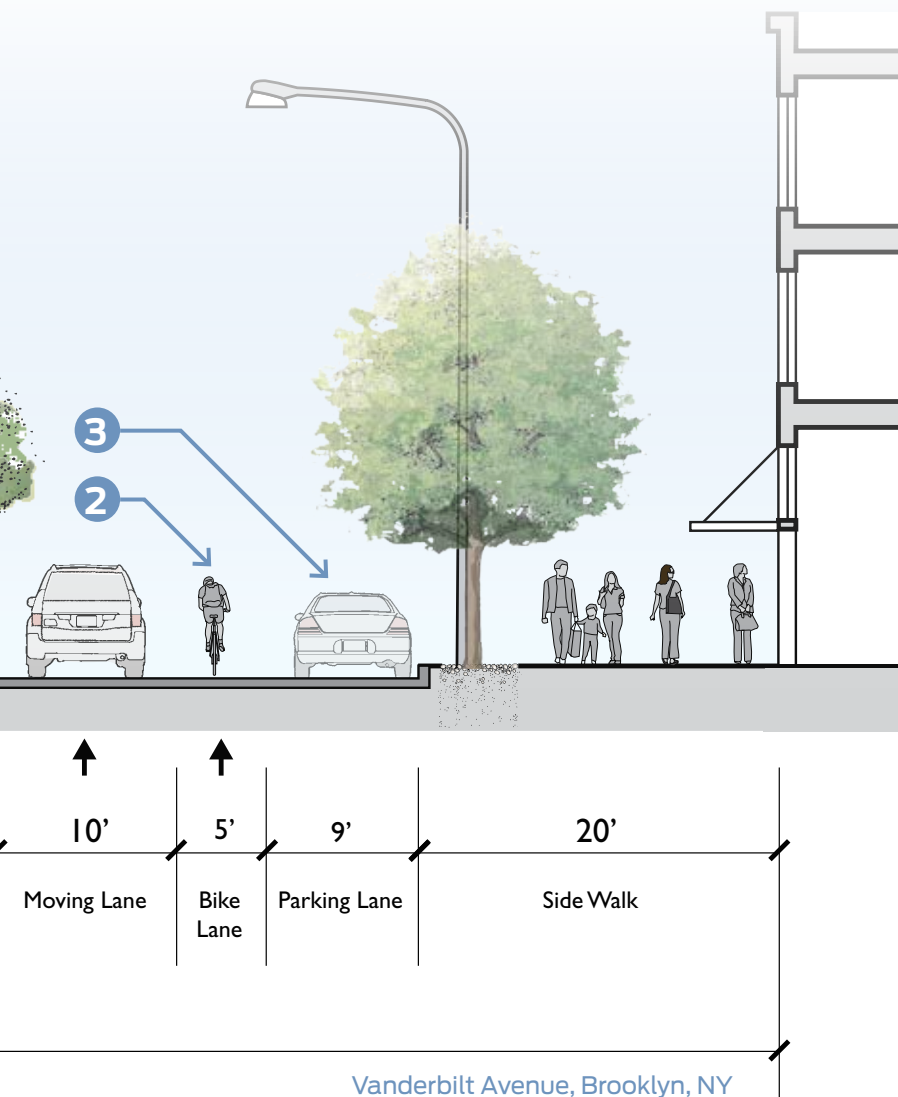 3
2
10’ 5’ 9’ 20’
Moving Lane Bike Parking Lane Side Walk
Lane
Vanderbilt Avenue, Brooklyn, NY